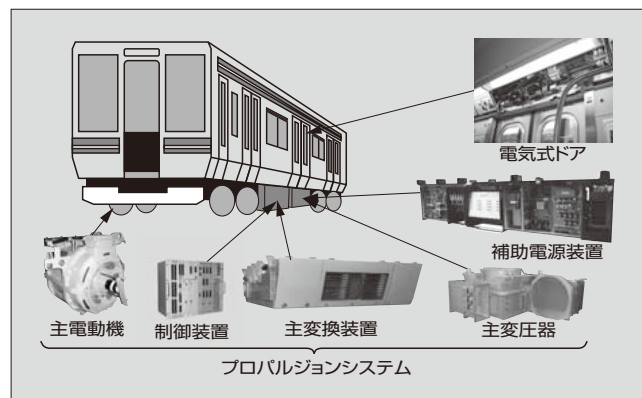 電気式ドア
補助電源装置
主電動機
制御装置
主変換装置
主変圧器
プロパルジョンシステム